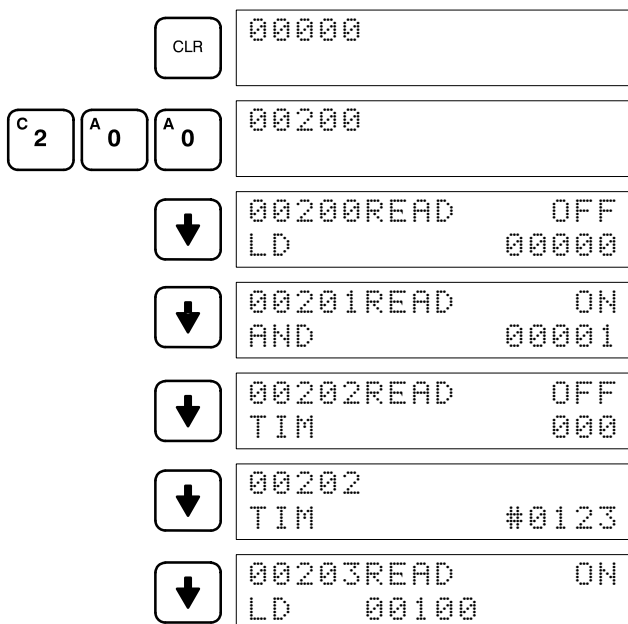 CLR 00000
C 2 A 0 A 0 00200
00200READ OFF
LD 00000
00201READ ON
AND 00001
00202READ OFF
TIM 000
00202
TIM #0123
00203READ ON
LD 00100